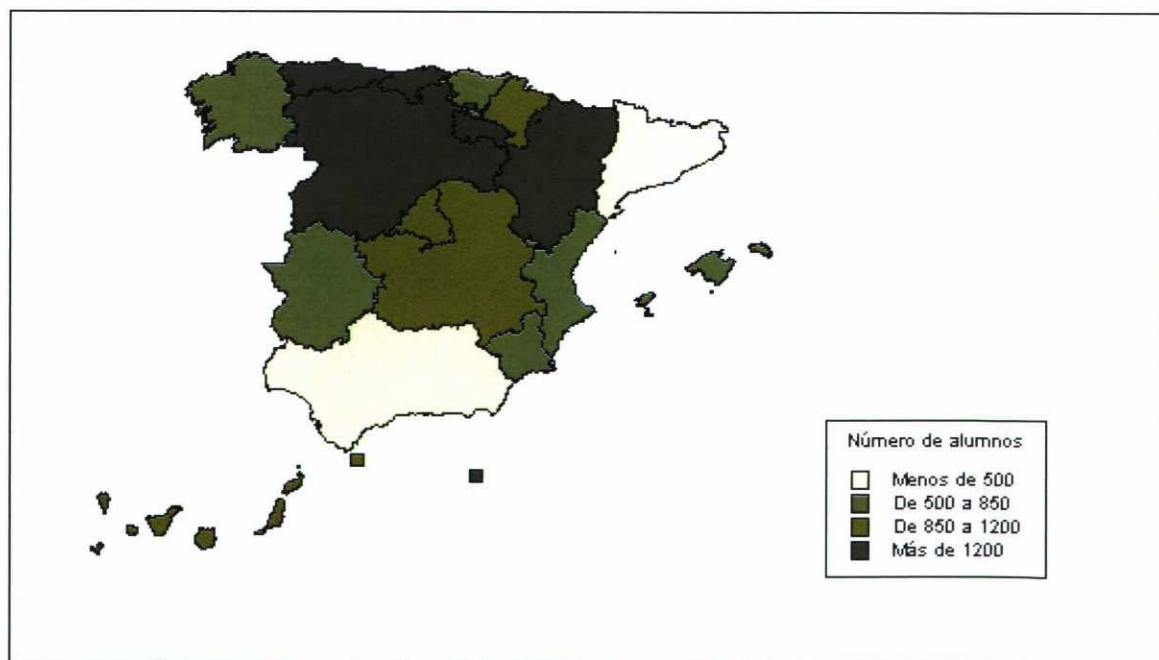 Número de alumnos
Menos de 500
De 500 a 850
De 850 a 1200
Más de 1200